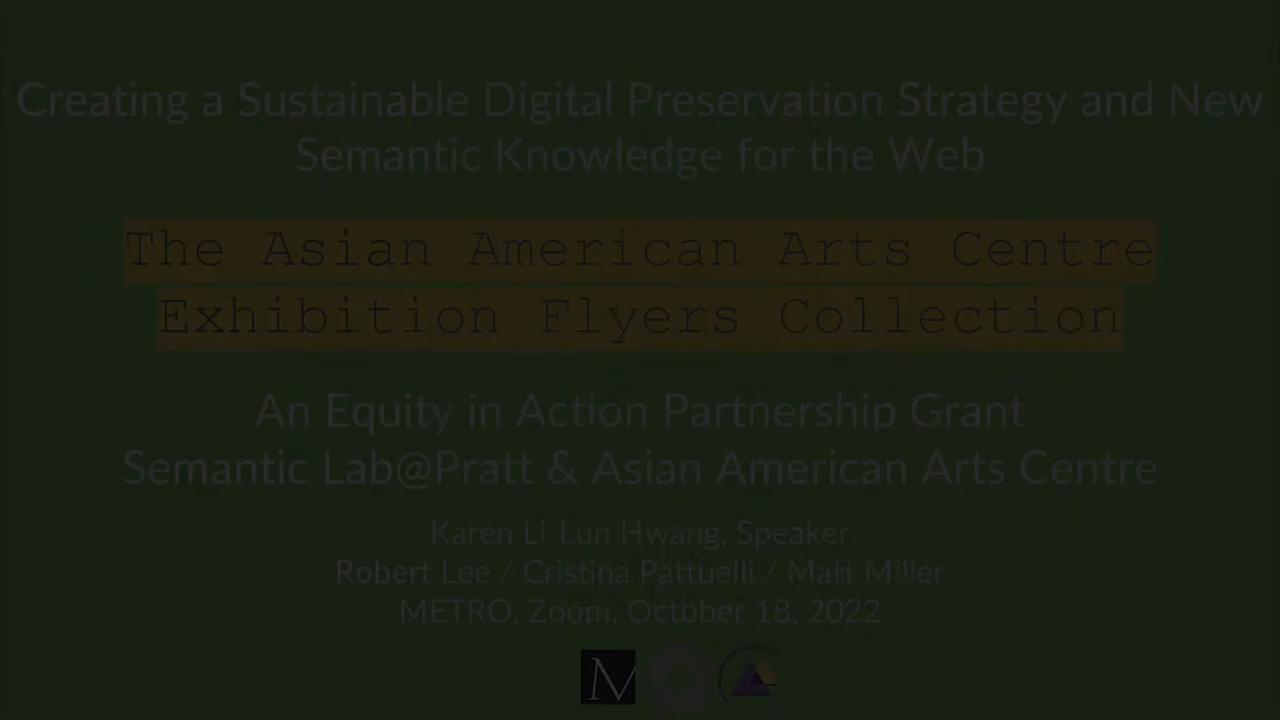 Creating a Sustainable Digital Preservation Strategy and New
Semantic Knowledge for the Web
The Asian American Arts Centre
Exhibition Flyers Collection
An Equity in Action Partnership Grant
Semantic Lab@Pratt & Asian American Arts Centre
Karen Li-Lun Hwang, Speaker
Robert Lee / Cristina Pattuelli / Matt Miller
METRO, Zoom, October 18, 2022
M